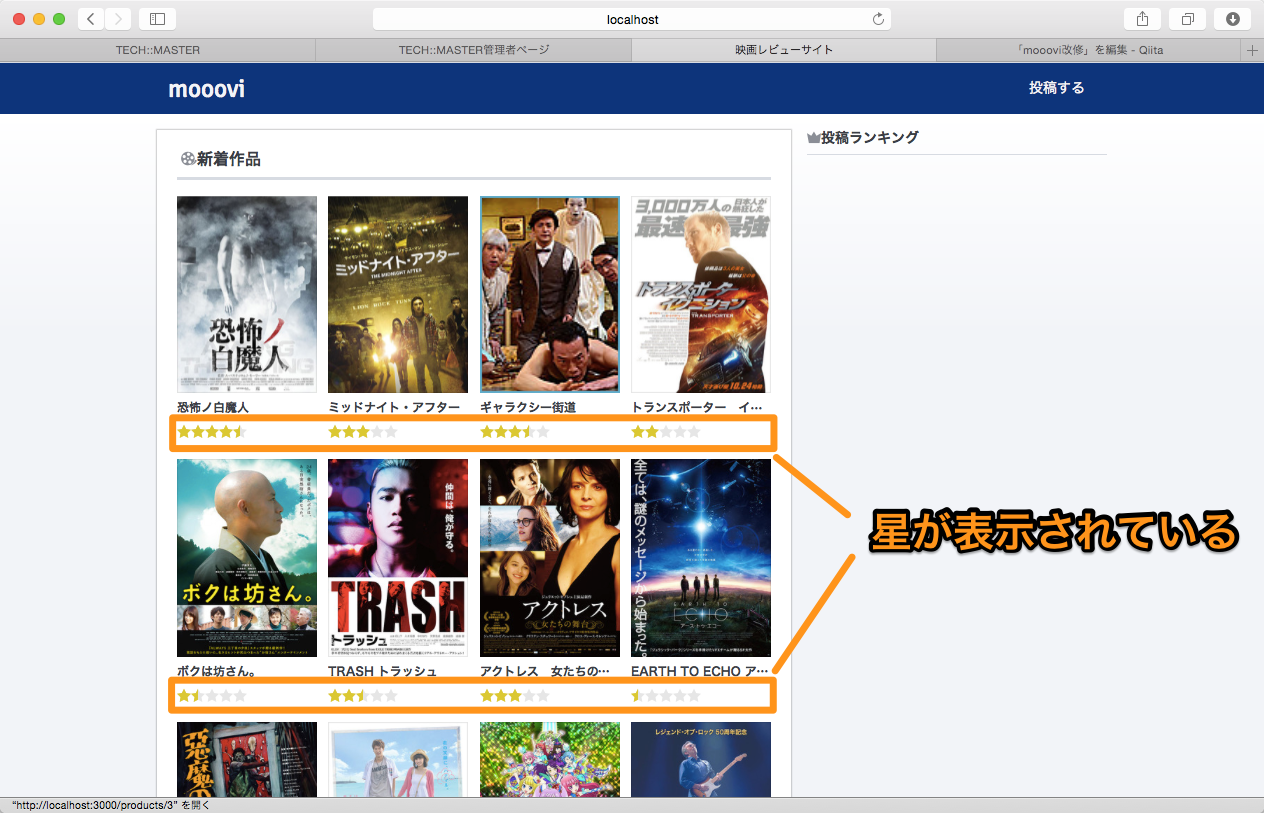 localhost
TECH::MASTER
TECH::MASTER管理者ページ
映画レビューサイト
「mooovi改修」を編集 - Qiita
mooovi
投稿する
新着作品
投稿ランキング
恐怖ノ
白魔人
ミッドナイト・アフター
THE MIDNIGHT AFTER
3,000万人の
日本人が
熱狂した
最速 最強
トランスポーター
イグニション
TRANSPORTER
恐怖ノ白魔人
ミッドナイト・アフター
ギャラクシー街道
トランスポーター　イ…
星が表示されている
ボクは坊さん。
仲間は、俺が守る。
TRASH
トラッシュ
アクトレス
女たちの舞台
全ては、謎のメッセージから始まった。
EARTH TO
ECHO
アース・トゥ・エコー
ボクは坊さん。
TRASH トラッシュ
アクトレス　女たちの…
EARTH TO ECHO ア…
悪魔の
レジェンド・オブ・ロック 50周年記念
"http://localhost:3000/products/3" を開く